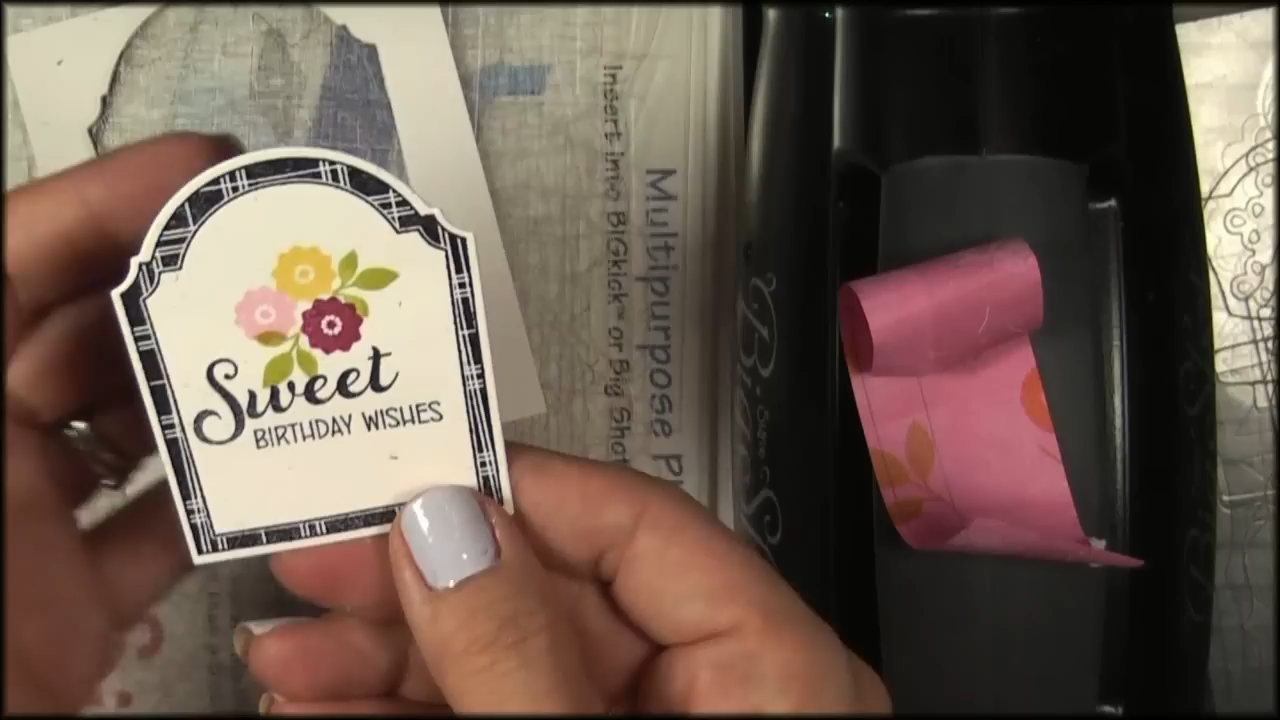 Sweet
BIRTHDAY WISHES
Multipurpose
Insert into BIGkick™ or Big Shot